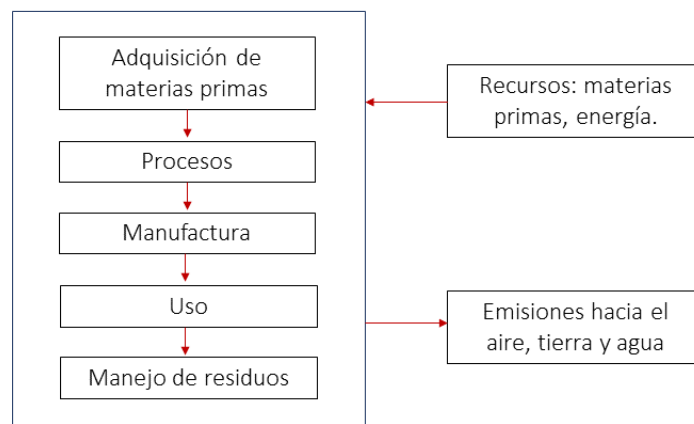 Adquisición de
materias primas
Procesos
Manufactura
Uso
Manejo de residuos
Recursos: materias
primas, energía.
Emisiones hacia el
aire, tierra y agua